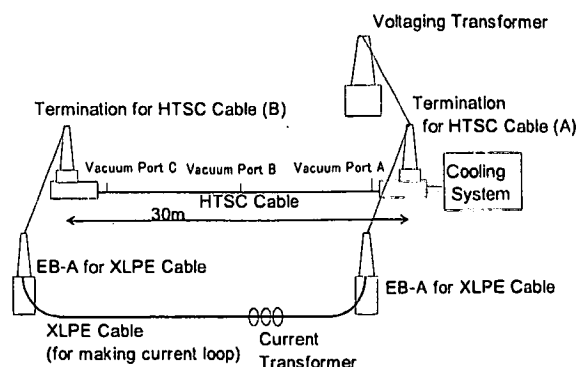 Voltaging Transformer
Termination for HTSC Cable (B)
Termination
for HTSC Cable (A)
Vacuum Port C
Vacuum Port B
Vacuum Port A
Cooling
System
HTSC Cable
30m
EB-A for XLPE Cable
EB-A for XLPE Cable
XLPE Cable
(for making current loop)
Current
Transformer